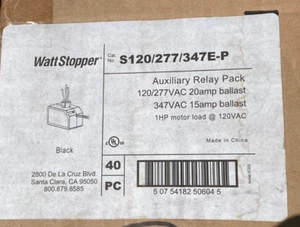 WattStopper®
Cat. No. S120/277/347E-P
Auxiliary Relay Pack
120/277VAC 20amp ballast
347VAC 15amp ballast
1HP motor load @ 120VAC
Black
UL US
Made in China
2800 De La Cruz Blvd.
Santa Clara, CA 95050
800.879.8585
40
PC
5 07 54182 50604 5